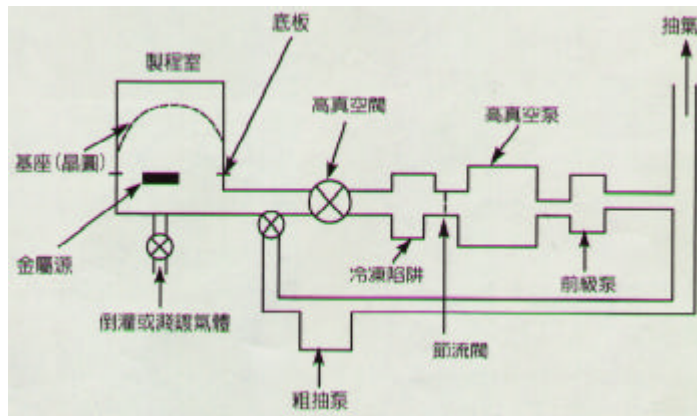 抽氣
底板
製程室
高真空閥
高真空泵
基座(晶圓)
金屬源
冷凍陷阱
前級泵
倒灌或濺鍍氣體
節流閥
粗抽泵